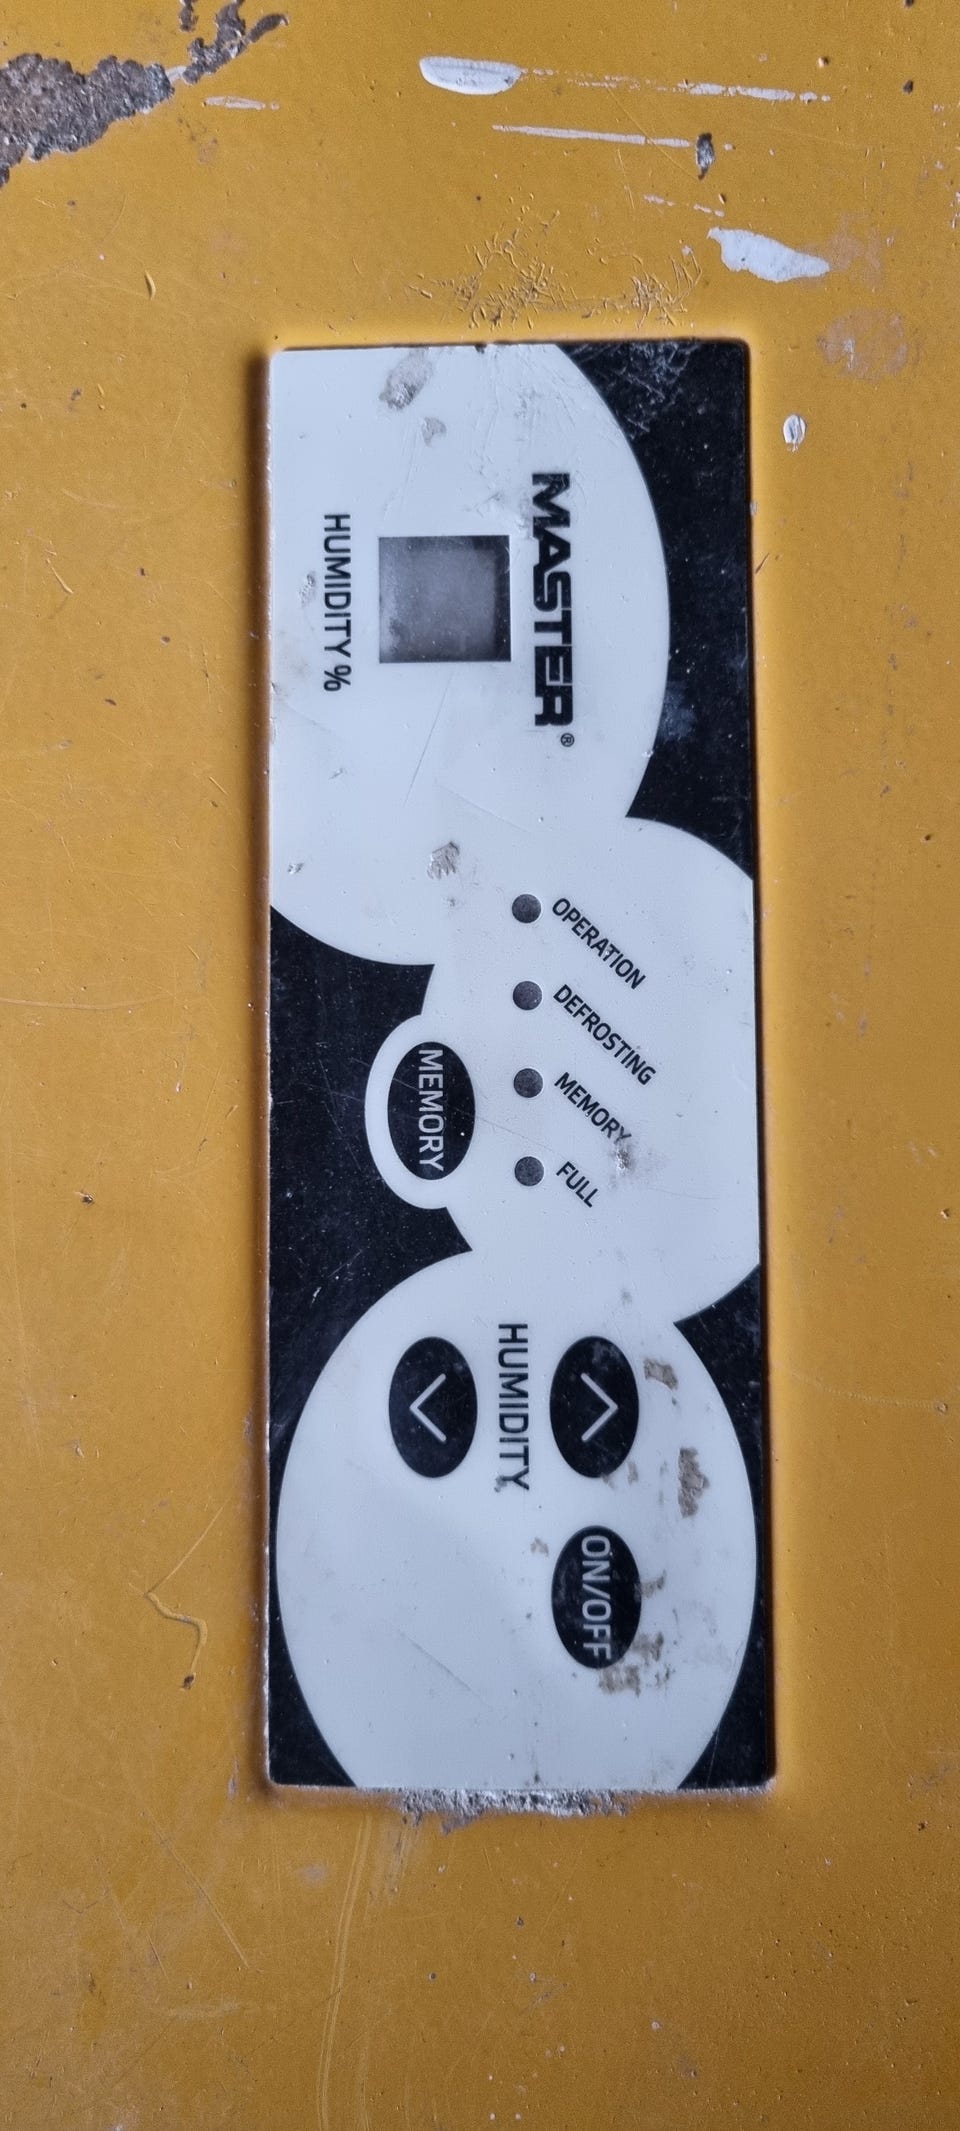 MASTER®
HUMIDITY %
OPERATION
DEFROSTING
MEMORY
FULL
MEMORY
HUMIDITY
ON/OFF